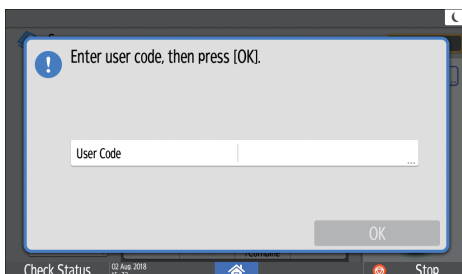 Enter user code, then press [OK].
User Code
...
OK
Check Status
02 Aug. 2018
Stop